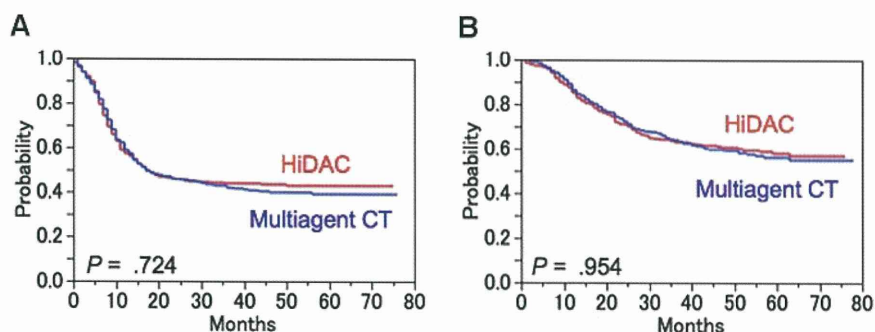 A
1.0
0.8
0.6
0.4
0.2
0.0
Probability
HiDAC
Multiagent CT
P = .724
0 10 20 30 40 50 60 70 80
Months
B
1.0
0.8
0.6
0.4
0.2
0.0
Probability
HiDAC
Multiagent CT
P = .954
0 10 20 30 40 50 60 70 80
Months